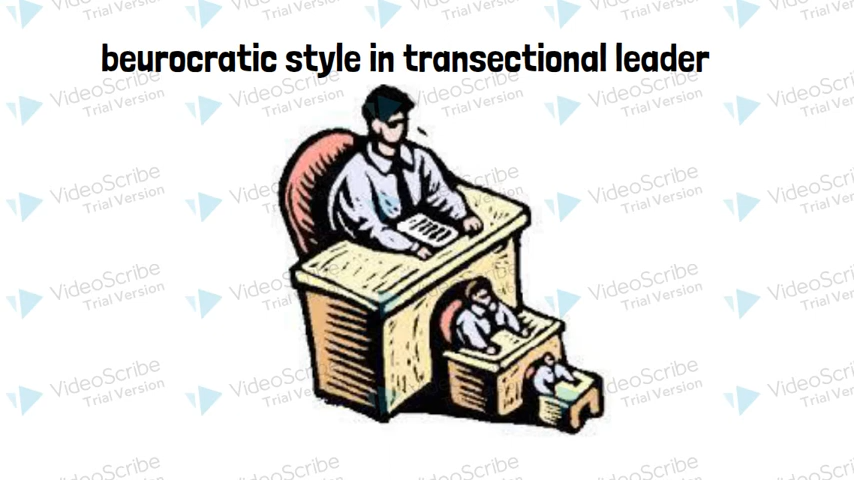 beurocratic style in transectional leader
VideoScribe
Trial Version